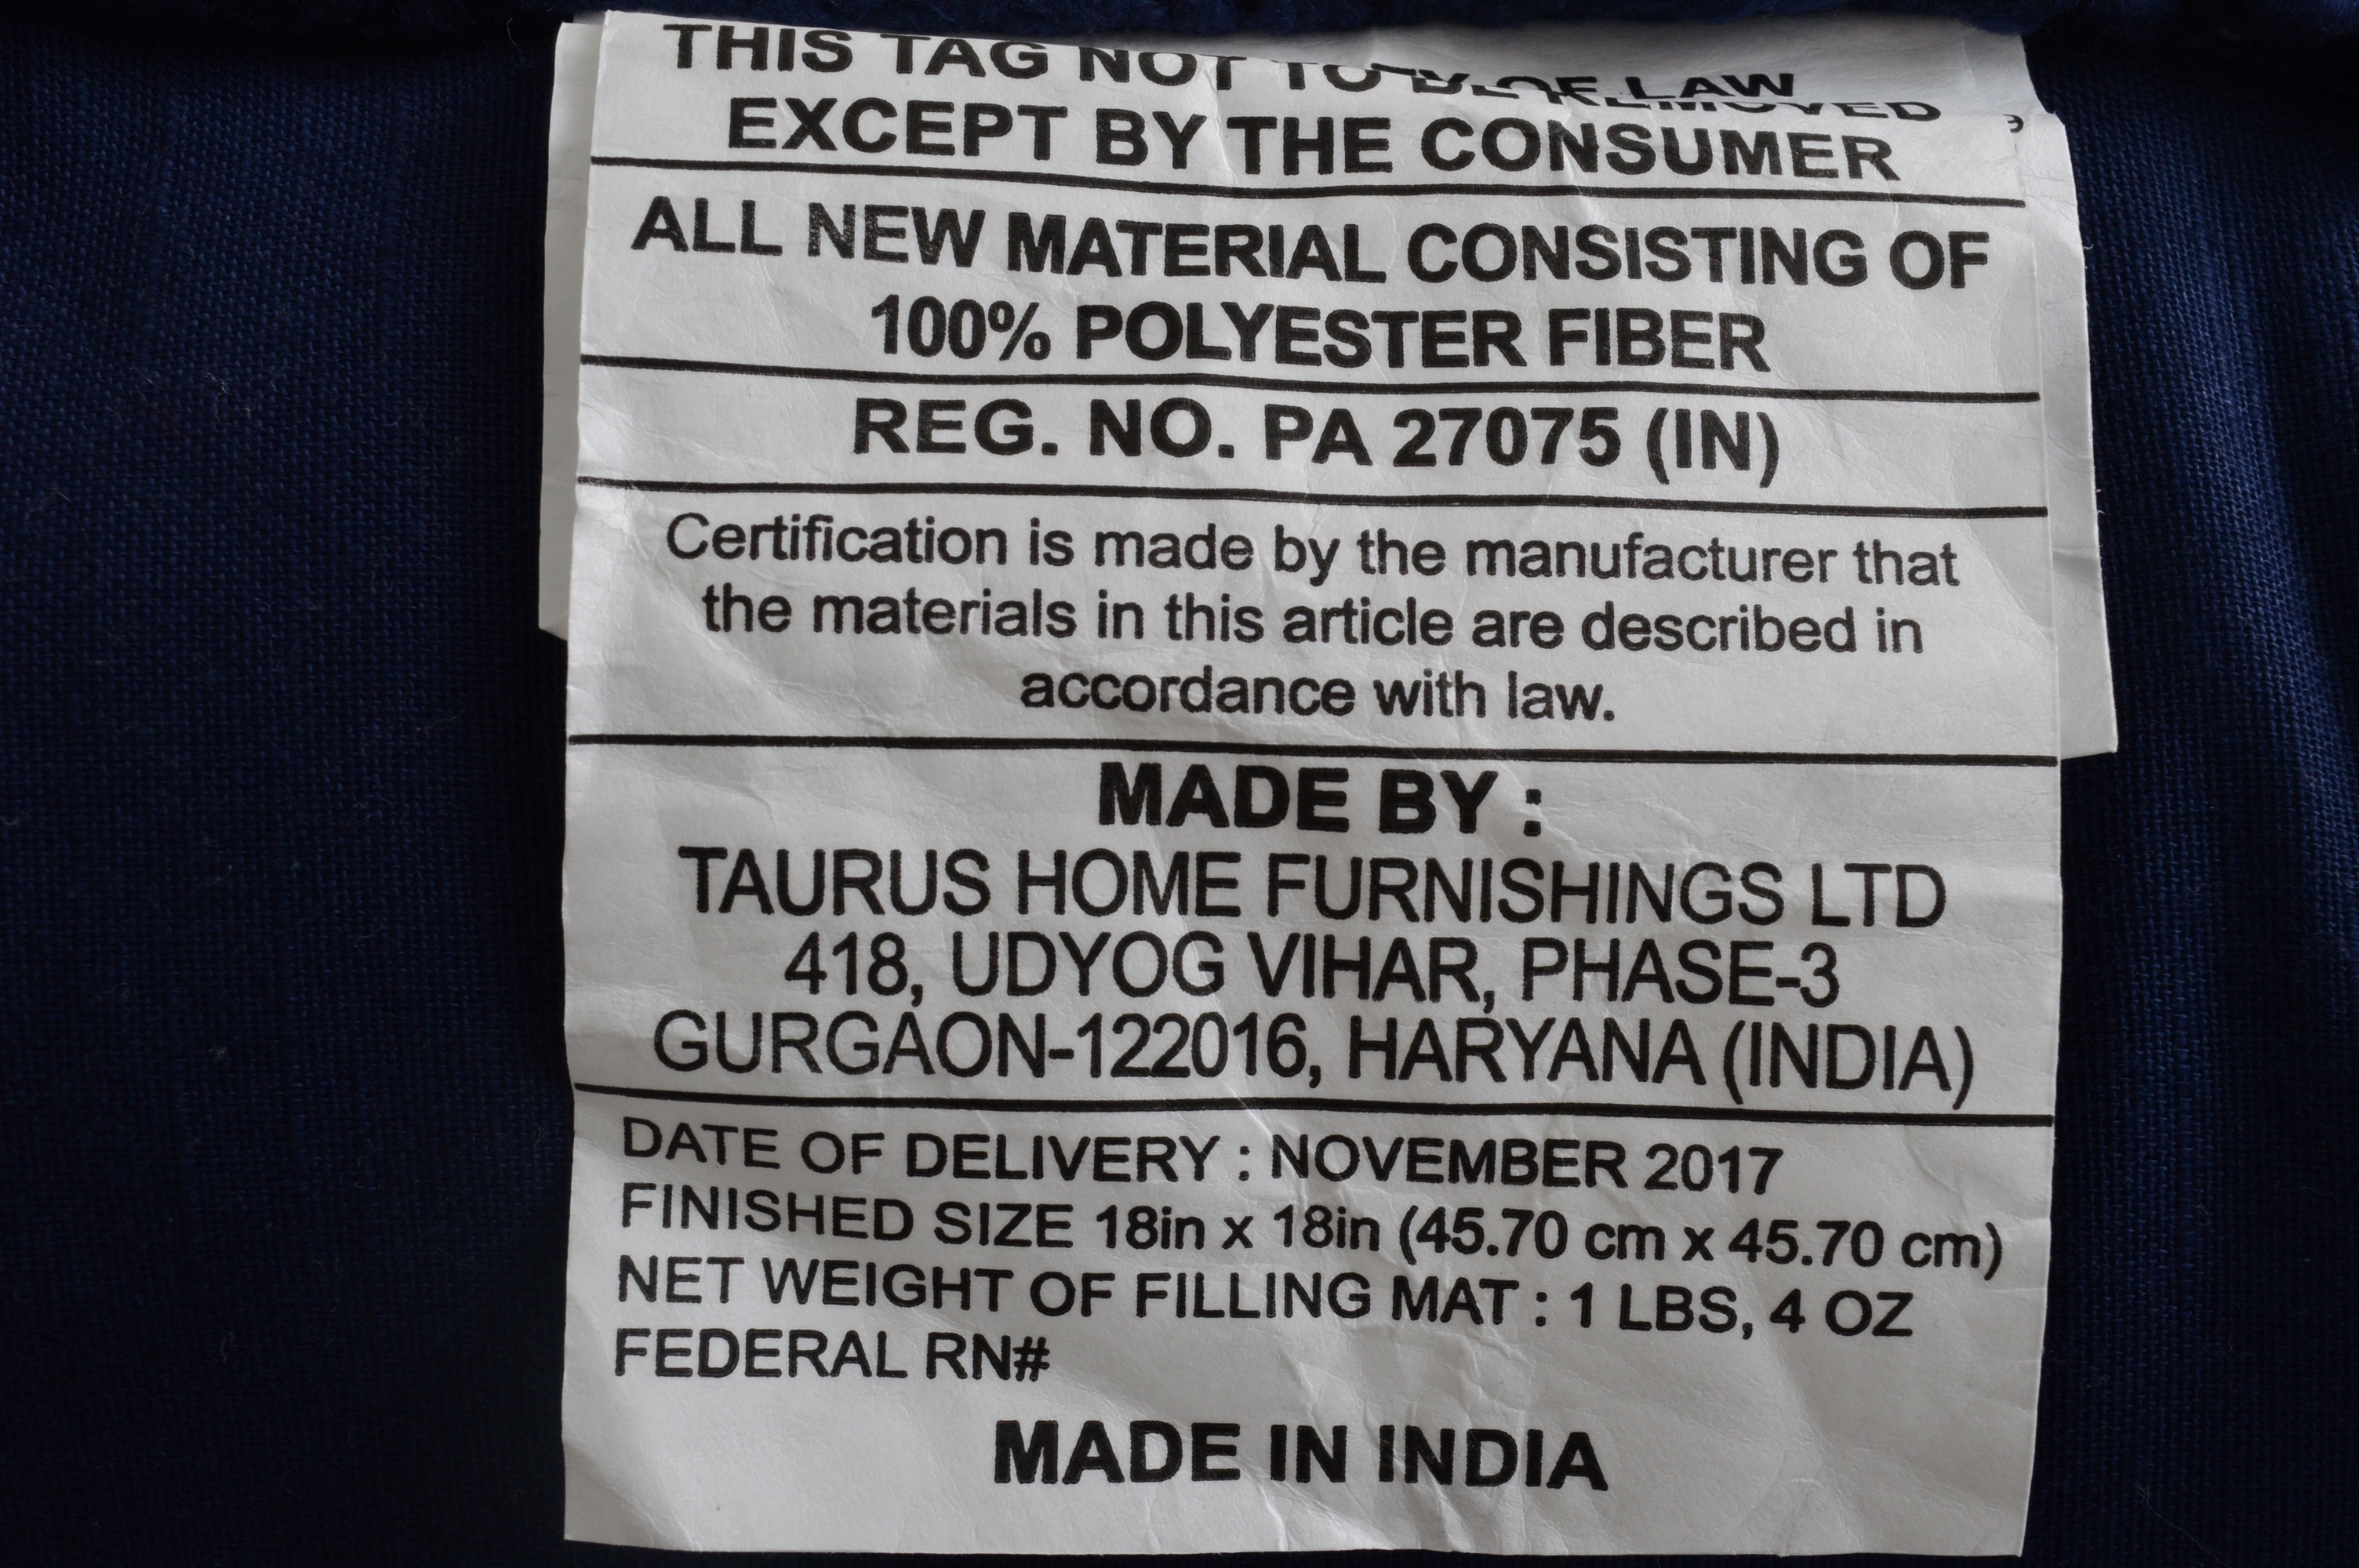 THIS TAG NOT TO BE REMOVED
OF LAW
EXCEPT BY THE CONSUMER
ALL NEW MATERIAL CONSISTING OF
100% POLYESTER FIBER
REG. NO. PA 27075 (IN)
Certification is made by the manufacturer that
the materials in this article are described in
accordance with law.
MADE BY :
TAURUS HOME FURNISHINGS LTD
418, UDYOG VIHAR, PHASE-3
GURGAON-122016, HARYANA (INDIA)
DATE OF DELIVERY : NOVEMBER 2017
FINISHED SIZE 18in x 18in (45.70 cm x 45.70 cm)
NET WEIGHT OF FILLING MAT : 1 LBS, 4 OZ
FEDERAL RN#
MADE IN INDIA